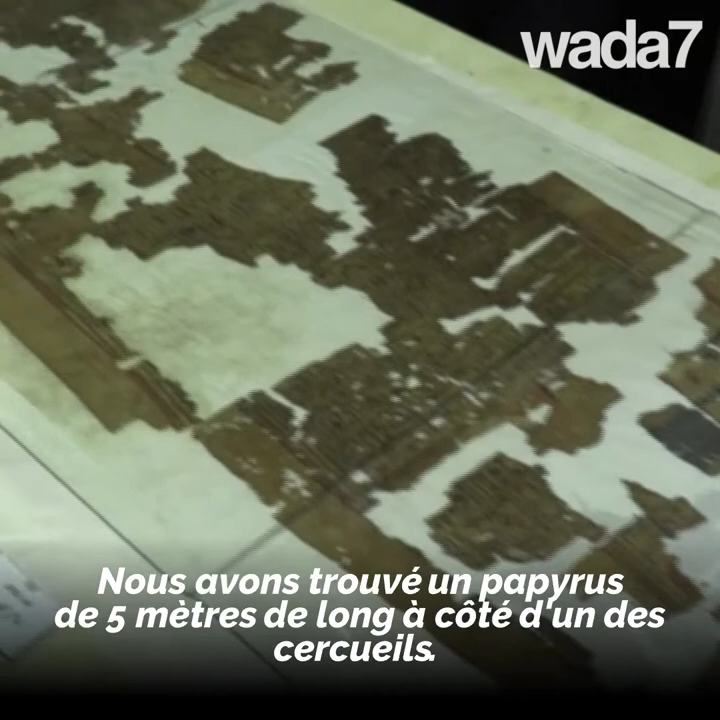 wada7
Nous avons trouvé un papyrus
de 5 mètres de long à côté d'un des
cercueils.